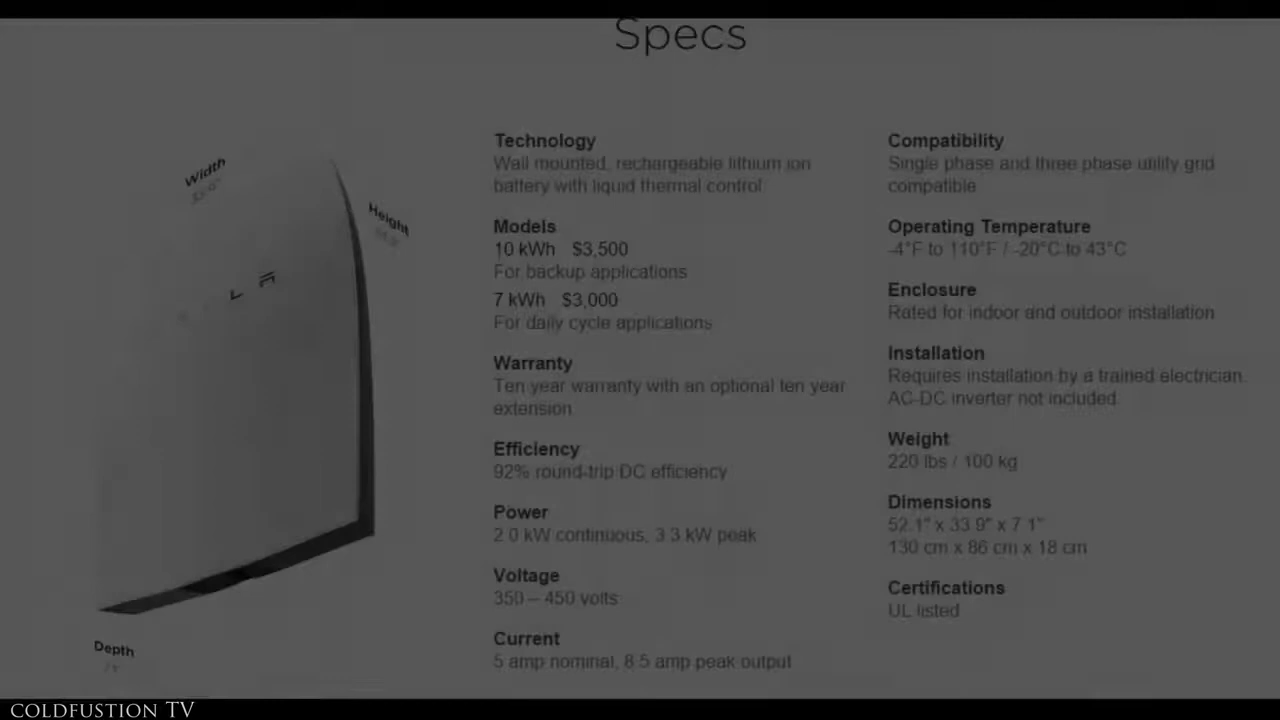 Specs
Width
33.9"
Height
Technology
Wall mounted, rechargeable lithium ion
battery with liquid thermal control
Models
10 kWh $3,500
For backup applications
7 kWh $3,000
For daily cycle applications
Warranty
Ten year warranty with an optional ten year
extension
Efficiency
92% round-trip DC efficiency
Power
2.0 kW continuous, 3.3 kW peak
Voltage
350 – 450 volts
Current
5 amp nominal, 8.5 amp peak output
Compatibility
Single phase and three phase utility grid
compatible
Operating Temperature
-4°F to 110°F / -20°C to 43°C
Enclosure
Rated for indoor and outdoor installation
Installation
Requires installation by a trained electrician.
AC-DC inverter not included
Weight
220 lbs / 100 kg
Dimensions
52.1" x 33.9" x 7.1"
130 cm x 86 cm x 18 cm
Certifications
UL listed
Depth
COLDFUSTION TV